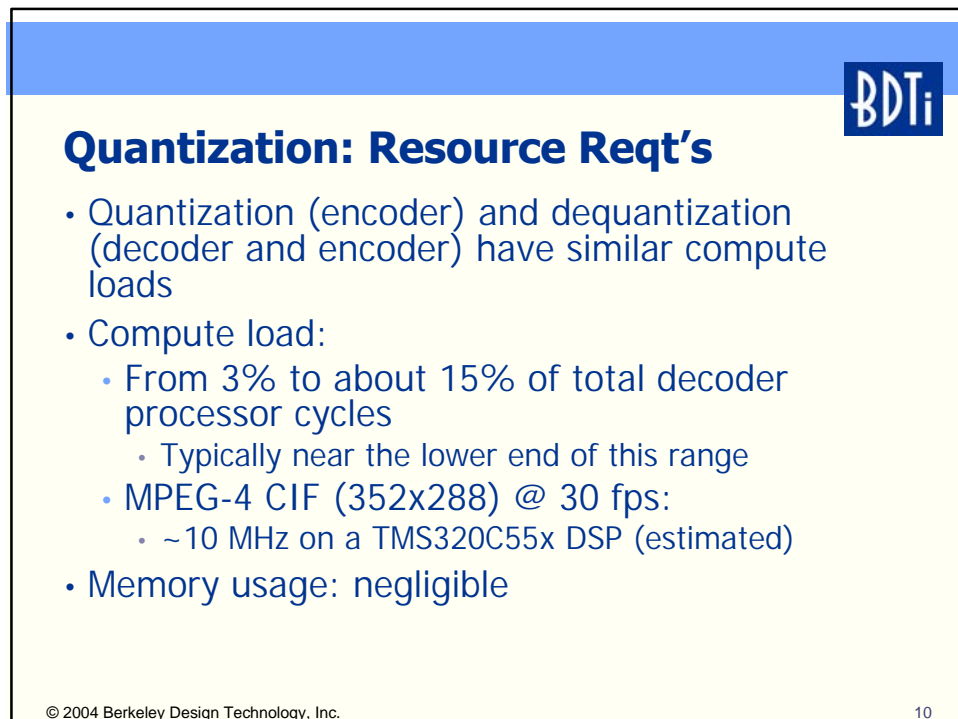 BDTi
Quantization: Resource Reqt's
• Quantization (encoder) and dequantization
(decoder and encoder) have similar compute
loads
• Compute load:
• From 3% to about 15% of total decoder
processor cycles
• Typically near the lower end of this range
• MPEG-4 CIF (352x288) @ 30 fps:
• ~10 MHz on a TMS320C55x DSP (estimated)
• Memory usage: negligible
© 2004 Berkeley Design Technology, Inc.
10